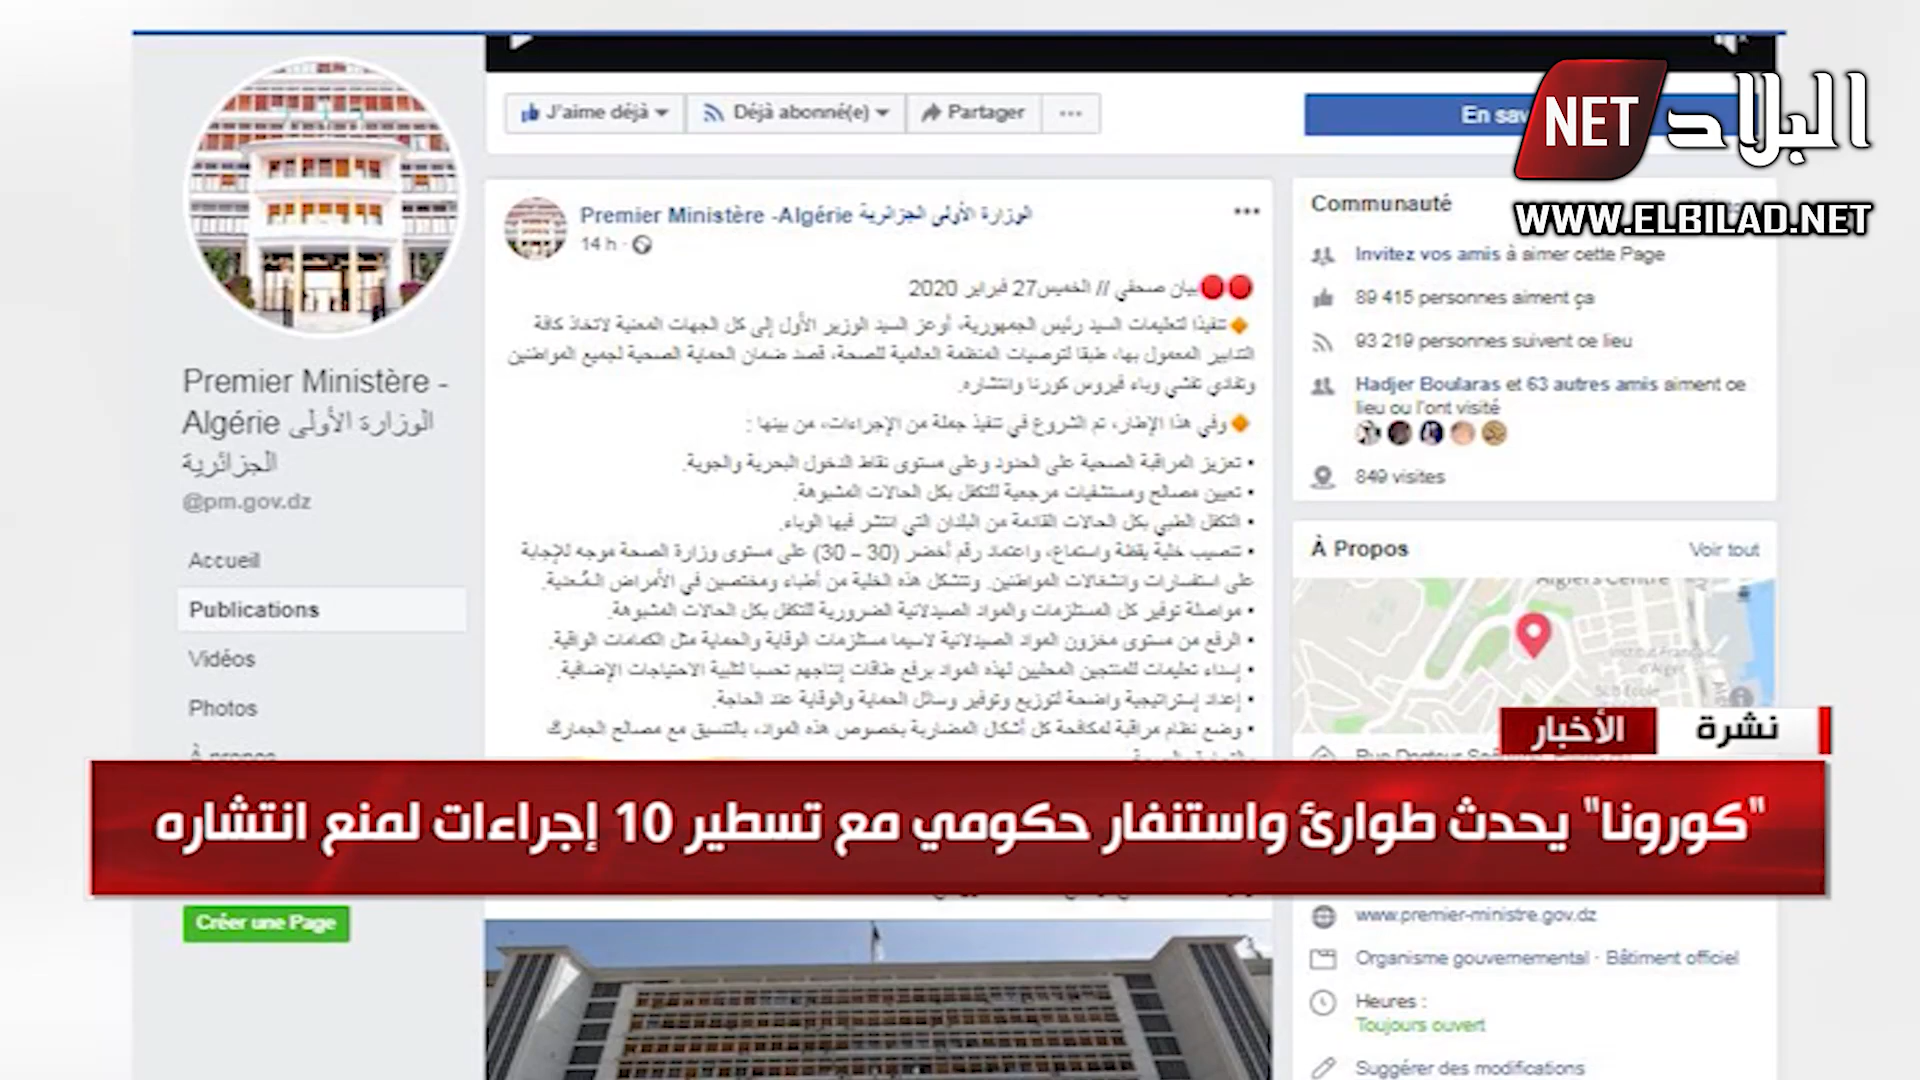 J'aime déjà
Déjà abonné(e)
Partager
En sav
NET
البلاد
WWW.ELBILAD.NET
Premier Ministère -
Algérie الوزارة الأولى
الجزائرية
@pm.gov.dz
Accueil
Publications
Vidéos
Photos
À propos
Créer une Page
Premier Ministère -Algérie الوزارة الأولى الجزائرية
14 h
بيان صحفي // الخميس27 فبراير 2020
تنفيذا لتعليمات السيد رئيس الجمهورية، أوعز السيد الوزير الأول إلى كل الجهات المعنية لاتخاذ كافة
التدابير المعمول بها، طبقا لتوصيات المنظمة العالمية للصحة، قصد ضمان الحماية الصحية لجميع المواطنين
وتفادي تفشي وباء فيروس كورنا وانتشاره.
وفي هذا الإطار، تم الشروع في تنفيذ جملة من الإجراءات، من بينها :
• تعزيز المراقبة الصحية على الحدود وعلى مستوى نقاط الدخول البحرية والجوية.
• تعيين مصالح ومستشفيات مرجعية للتكفل بكل الحالات المشبوهة.
• التكفل الطبي بكل الحالات القادمة من البلدان التي انتشر فيها الوباء.
• تنصيب خلية يقظة واستماع، واعتماد رقم أخضر (30 – 30) على مستوى وزارة الصحة موجه للإجابة
على استفسارات وانشغالات المواطنين. وتتشكل هذه الخلية من أطباء ومختصين في الأمراض المُعدية.
• مواصلة توفير كل المستلزمات والمواد الصيدلانية الضرورية للتكفل بكل الحالات المشبوهة.
• الرفع من مستوى مخزون المواد الصيدلانية لاسيما مستلزمات الوقاية والحماية مثل الكمامات الواقية.
• إسداء تعليمات للمنتجين المحليين لهذه المواد برفع طاقات إنتاجهم تحسبا لتلبية الاحتياجات الإضافية.
• إعداد إستراتيجية واضحة لتوزيع وتوفير وسائل الحماية والوقاية عند الحاجة.
• وضع نظام مراقبة لمكافحة كل أشكال المضاربة بخصوص هذه المواد، بالتنسيق مع مصالح الجمارك
Communauté
Invitez vos amis à aimer cette Page
89 415 personnes aiment ça
93 219 personnes suivent ce lieu
Hadjer Boularas et 63 autres amis aiment ce
lieu ou l'ont visité
849 visites
À Propos
Voir tout
Algiers Centre
Institut Français
d'Alger
Rue Docteur
نشرة الأخبار
"كورونا" يحدث طوارئ واستنفار حكومي مع تسطير 10 إجراءات لمنع انتشاره
www.premier-ministre.gov.dz
Organisme gouvernemental · Bâtiment officiel
Heures :
Toujours ouvert
Suggérer des modifications